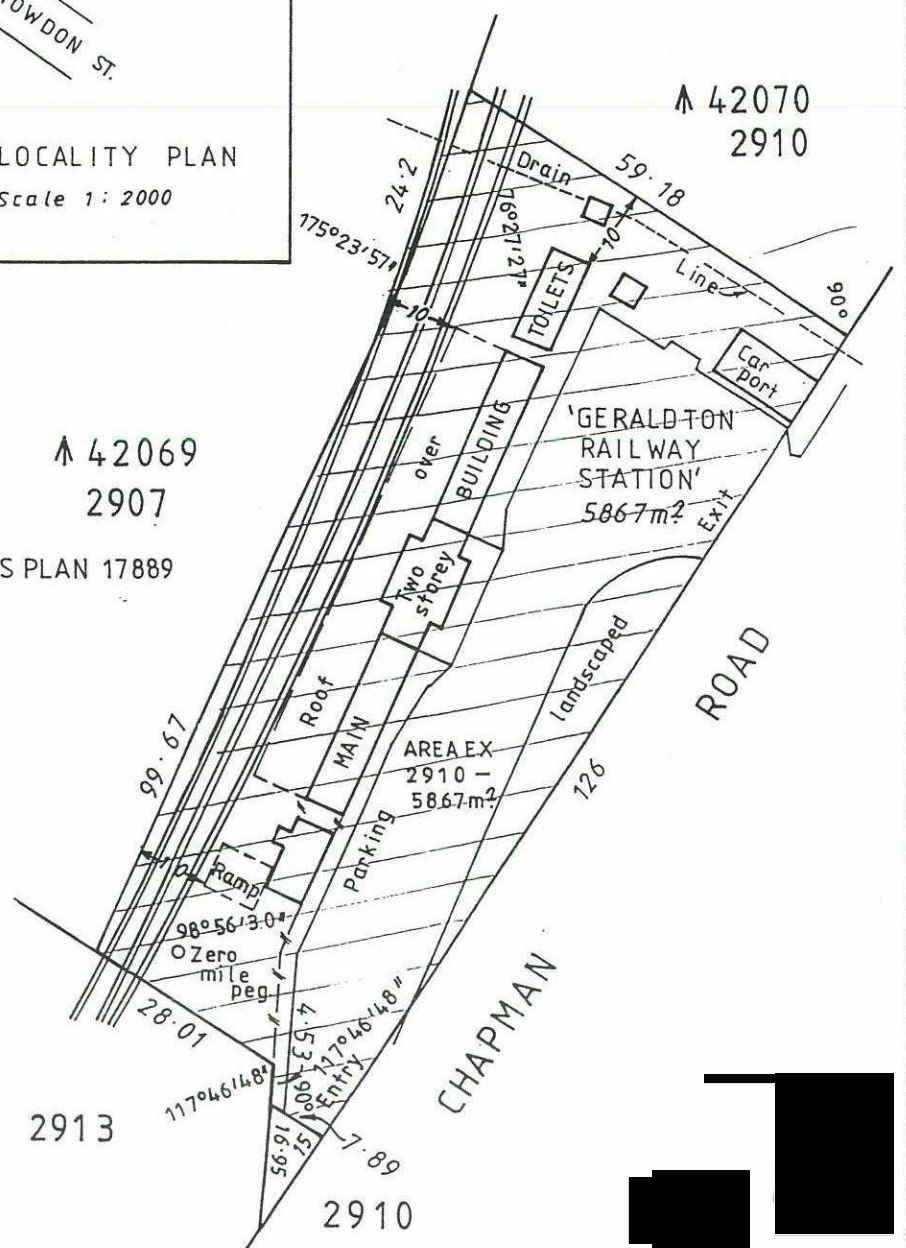 OWDON ST.
LOCALITY PLAN
Scale 1:2000
42070
2910
Drain
59.18
24.2
175°23'57"
76°27'27"
10
Line
90°
TOILETS
10
Car
port
42069
2907
S PLAN 17889
over
BUILDING
'GERALDTON
RAILWAY
STATION'
5867m²
Exit
Two
storey
landscaped
ROAD
Roof
MAIN
AREA EX
2910 –
5867m²
99.67
126
Parking
10
Ramp
98°56'30"
Zero
mile
peg
28.01
4.53
117°46'48"
90°
Entry
117°46'48"
CHAPMAN
2913
16.95
15
7.89
2910